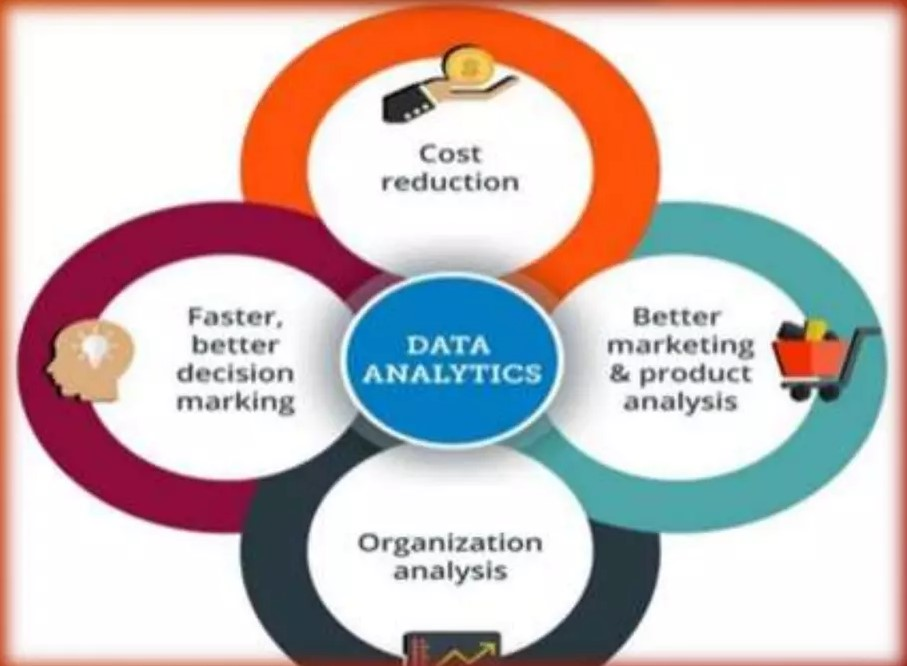 Cost
reduction
Faster,
better
decision
marking
DATA
ANALYTICS
Better
marketing
& product
analysis
Organization
analysis